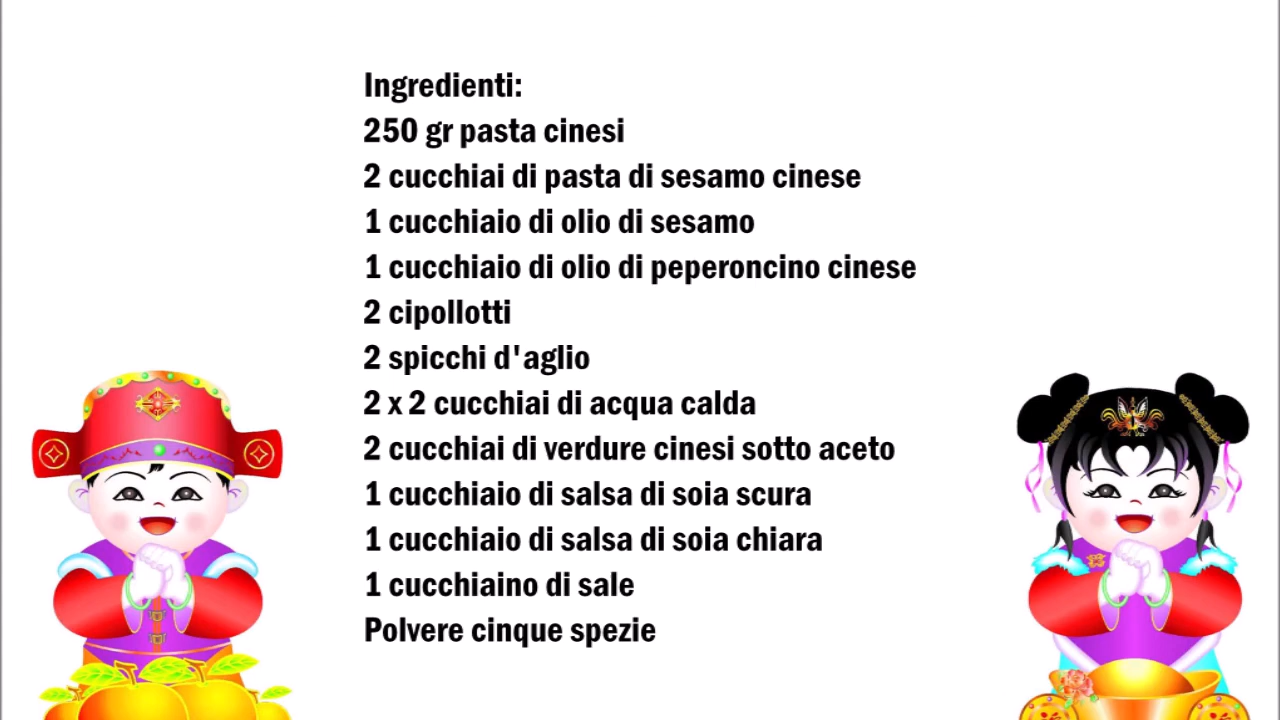 Ingredienti:
250 gr pasta cinesi
2 cucchiai di pasta di sesamo cinese
1 cucchiaio di olio di sesamo
1 cucchiaio di olio di peperoncino cinese
2 cipollotti
2 spicchi d'aglio
2 x 2 cucchiai di acqua calda
2 cucchiai di verdure cinesi sotto aceto
1 cucchiaio di salsa di soia scura
1 cucchiaio di salsa di soia chiara
1 cucchiaino di sale
Polvere cinque spezie